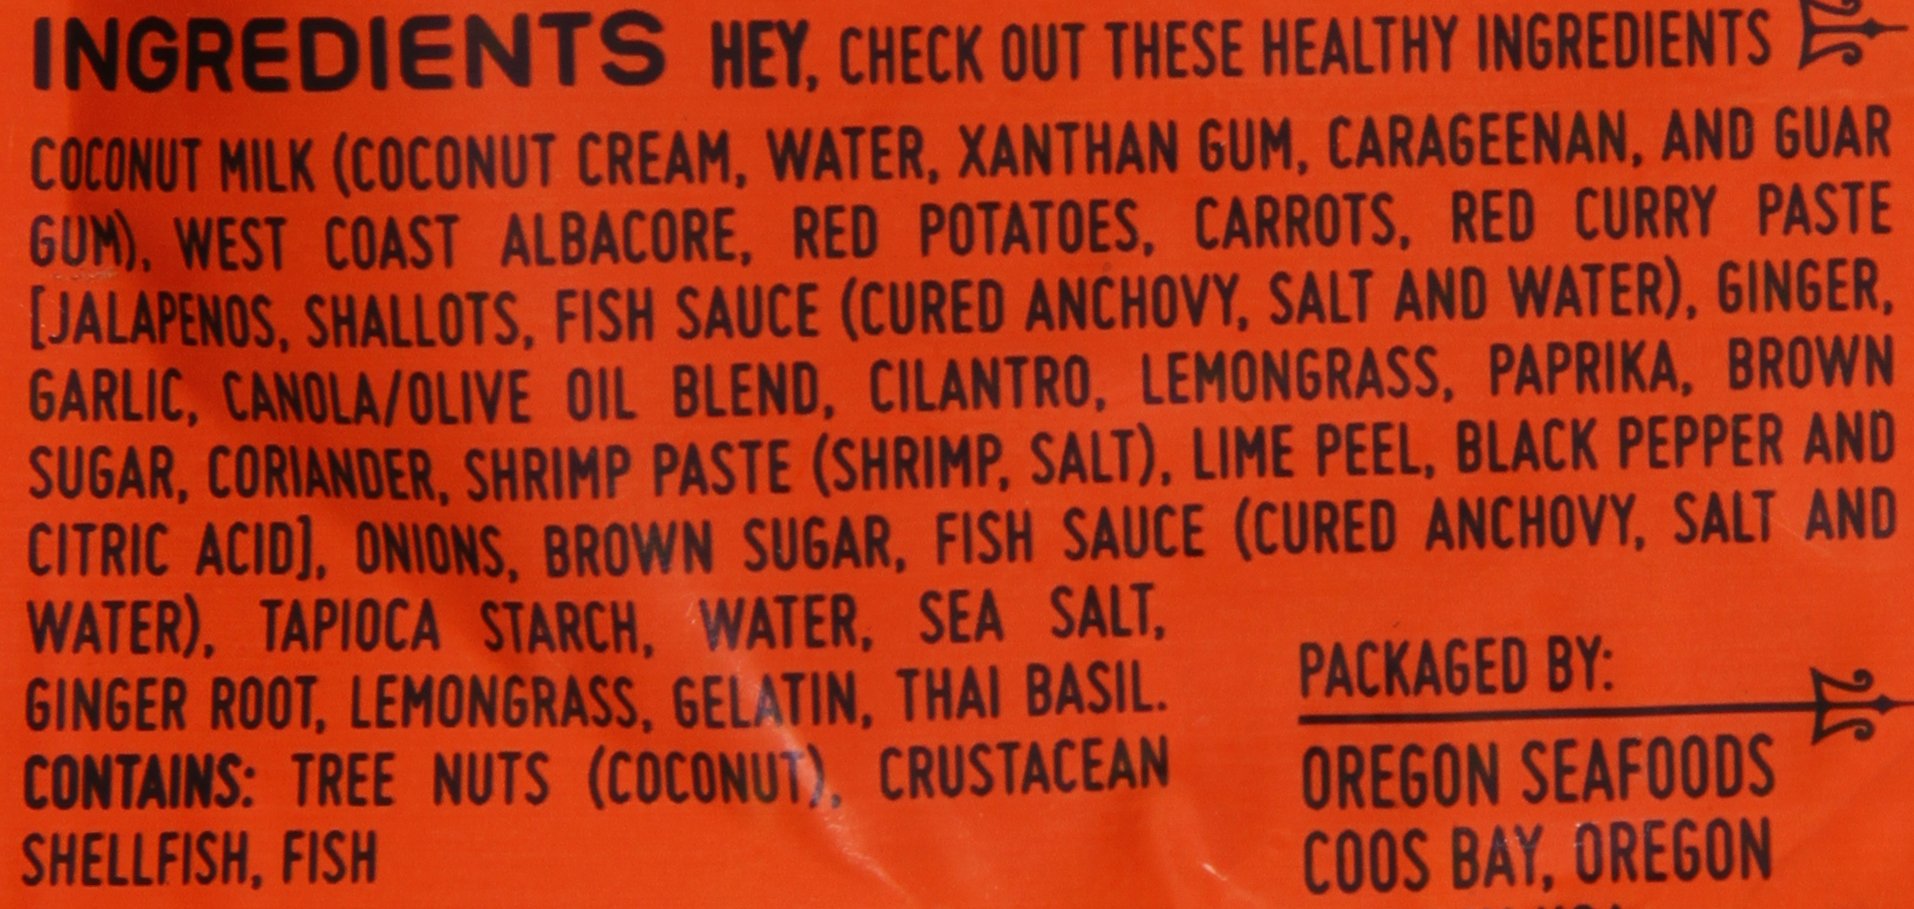 INGREDIENTS HEY, CHECK OUT THESE HEALTHY INGREDIENTS
COCONUT MILK (COCONUT CREAM, WATER, XANTHAN GUM, CARAGEENAN, AND GUAR
GUM), WEST COAST ALBACORE, RED POTATOES, CARROTS, RED CURRY PASTE
[JALAPENOS, SHALLOTS, FISH SAUCE (CURED ANCHOVY, SALT AND WATER), GINGER,
GARLIC, CANOLA/OLIVE OIL BLEND, CILANTRO, LEMONGRASS, PAPRIKA, BROWN
SUGAR, CORIANDER, SHRIMP PASTE (SHRIMP, SALT), LIME PEEL, BLACK PEPPER AND
CITRIC ACID], ONIONS, BROWN SUGAR, FISH SAUCE (CURED ANCHOVY, SALT AND
WATER), TAPIOCA STARCH, WATER, SEA SALT,
GINGER ROOT, LEMONGRASS, GELATIN, THAI BASIL.
CONTAINS: TREE NUTS (COCONUT), CRUSTACEAN
SHELLFISH, FISH
PACKAGED BY:
OREGON SEAFOODS
COOS BAY, OREGON